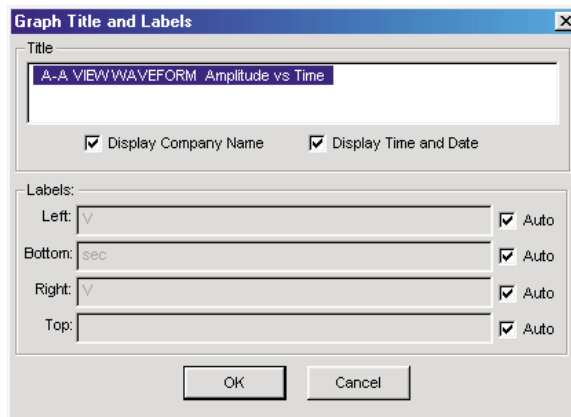 Graph Title and Labels
Title
A-A VIEW WAVEFORM Amplitude vs Time
Display Company Name Display Time and Date
Labels:
Left: V Auto
Bottom: sec Auto
Right: V Auto
Top: Auto
OK Cancel